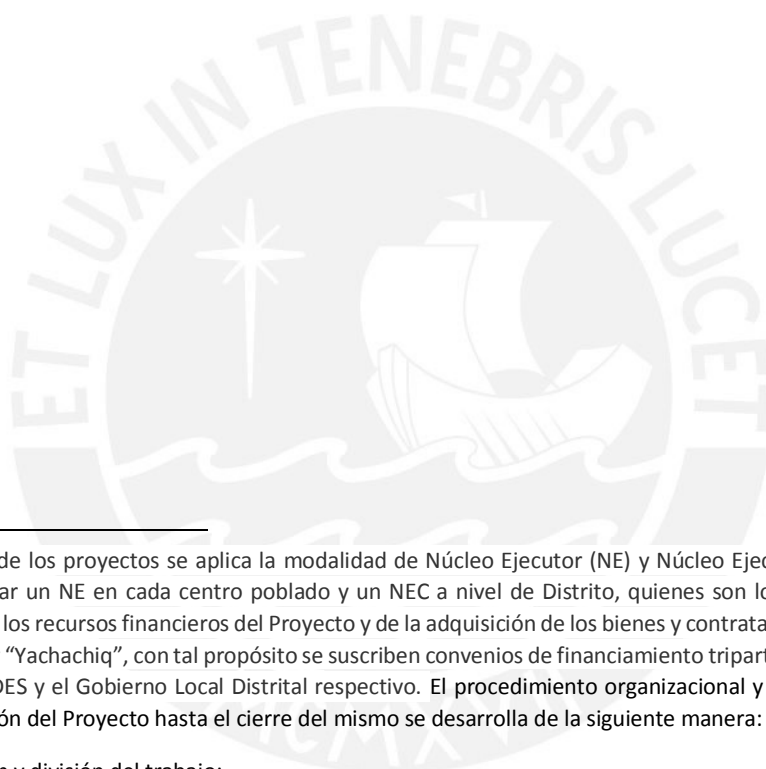 ET LUX IN TENEBRIS LUCET
de los proyectos se aplica la modalidad de Núcleo Ejecutor (NE) y Núcleo Ejec
ar un NE en cada centro poblado y un NEC a nivel de Distrito, quienes son lo
los recursos financieros del Proyecto y de la adquisición de los bienes y contrata
"Yachachiq", con tal propósito se suscriben convenios de financiamiento tripart
DES y el Gobierno Local Distrital respectivo. El procedimiento organizacional y
ón del Proyecto hasta el cierre del mismo se desarrolla de la siguiente manera:
MCMXVII
y división del trabajo: